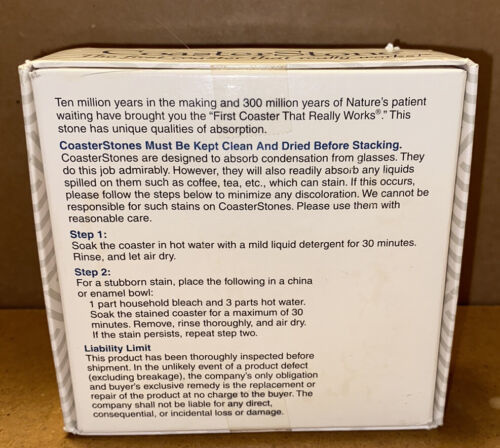 CoasterStone
the first coaster that really works!®
Ten million years in the making and 300 million years of Nature's patient
waiting have brought you the "First Coaster That Really Works®." This
stone has unique qualities of absorption.
CoasterStones Must Be Kept Clean And Dried Before Stacking.
CoasterStones are designed to absorb condensation from glasses. They
do this job admirably. However, they will also readily absorb any liquids
spilled on them such as coffee, tea, etc., which can stain. If this occurs,
please follow the steps below to minimize any discoloration. We cannot be
responsible for such stains on CoasterStones. Please use them with
reasonable care.
Step 1:
Soak the coaster in hot water with a mild liquid detergent for 30 minutes.
Rinse, and let air dry.
Step 2:
For a stubborn stain, place the following in a china
or enamel bowl:
1 part household bleach and 3 parts hot water.
Soak the stained coaster for a maximum of 30
minutes. Remove, rinse thoroughly, and air dry.
If the stain persists, repeat step two.
Liability Limit
This product has been thoroughly inspected before
shipment. In the unlikely event of a product defect
(excluding breakage), the company's only obligation
and buyer's exclusive remedy is the replacement or
repair of the product at no charge to the buyer. The
company shall not be liable for any direct,
consequential, or incidental loss or damage.